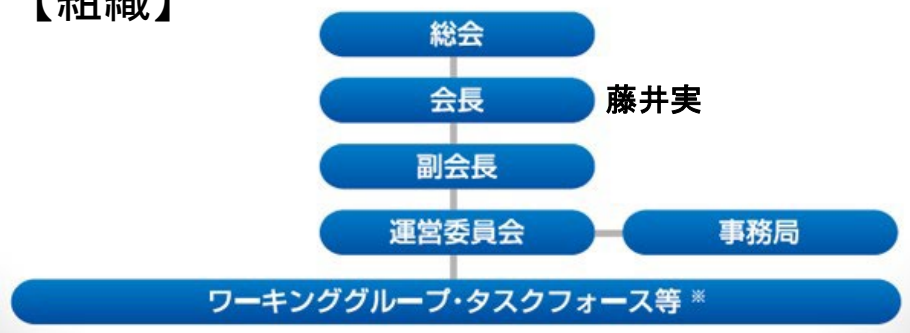 【組織】
総会
会長 藤井実
副会長
運営委員会 事務局
ワーキンググループ・タスクフォース等 ※